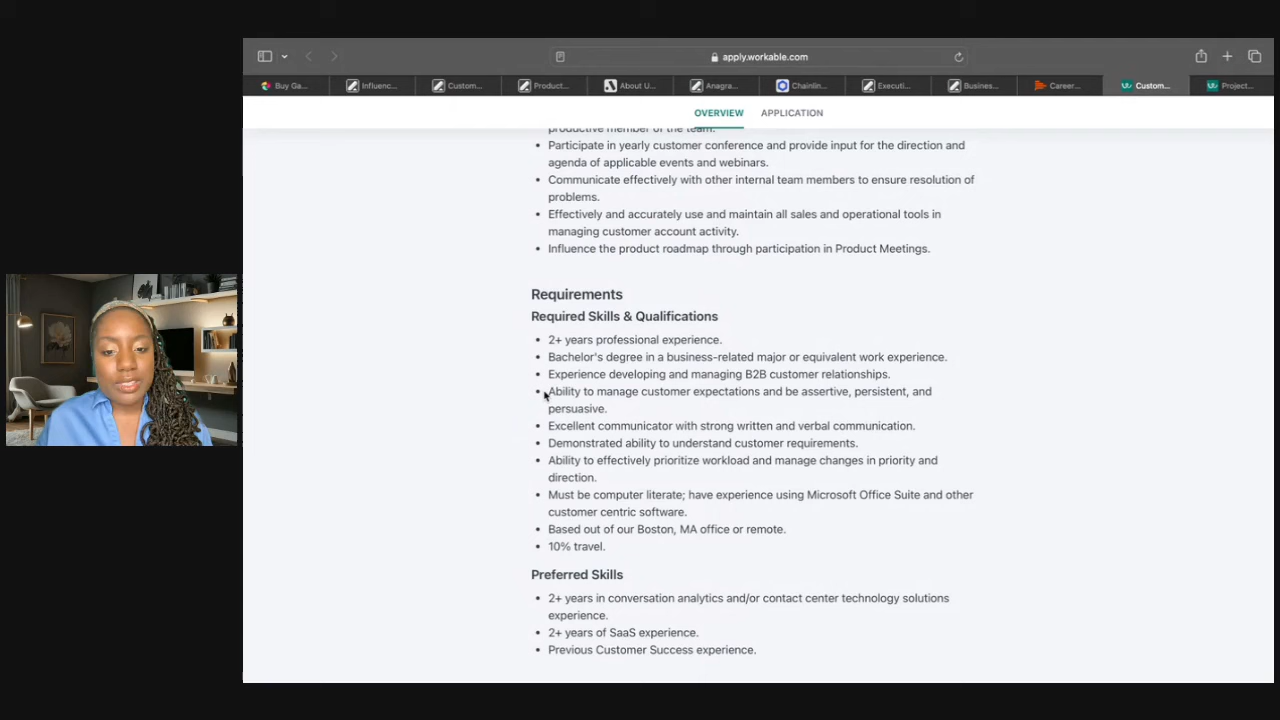 apply.workable.com
Buy Ga...
Influenc...
Custom...
Product...
About U...
Anagra...
Chainlin...
Executi...
Busines...
Career...
Custom...
Project...
OVERVIEW
APPLICATION
productive member of the team.
• Participate in yearly customer conference and provide input for the direction and
agenda of applicable events and webinars.
• Communicate effectively with other internal team members to ensure resolution of
problems.
• Effectively and accurately use and maintain all sales and operational tools in
managing customer account activity.
• Influence the product roadmap through participation in Product Meetings.
Requirements
Required Skills & Qualifications
• 2+ years professional experience.
• Bachelor's degree in a business-related major or equivalent work experience.
• Experience developing and managing B2B customer relationships.
• Ability to manage customer expectations and be assertive, persistent, and
persuasive.
• Excellent communicator with strong written and verbal communication.
• Demonstrated ability to understand customer requirements.
• Ability to effectively prioritize workload and manage changes in priority and
direction.
• Must be computer literate; have experience using Microsoft Office Suite and other
customer centric software.
• Based out of our Boston, MA office or remote.
• 10% travel.
Preferred Skills
• 2+ years in conversation analytics and/or contact center technology solutions
experience.
• 2+ years of SaaS experience.
• Previous Customer Success experience.